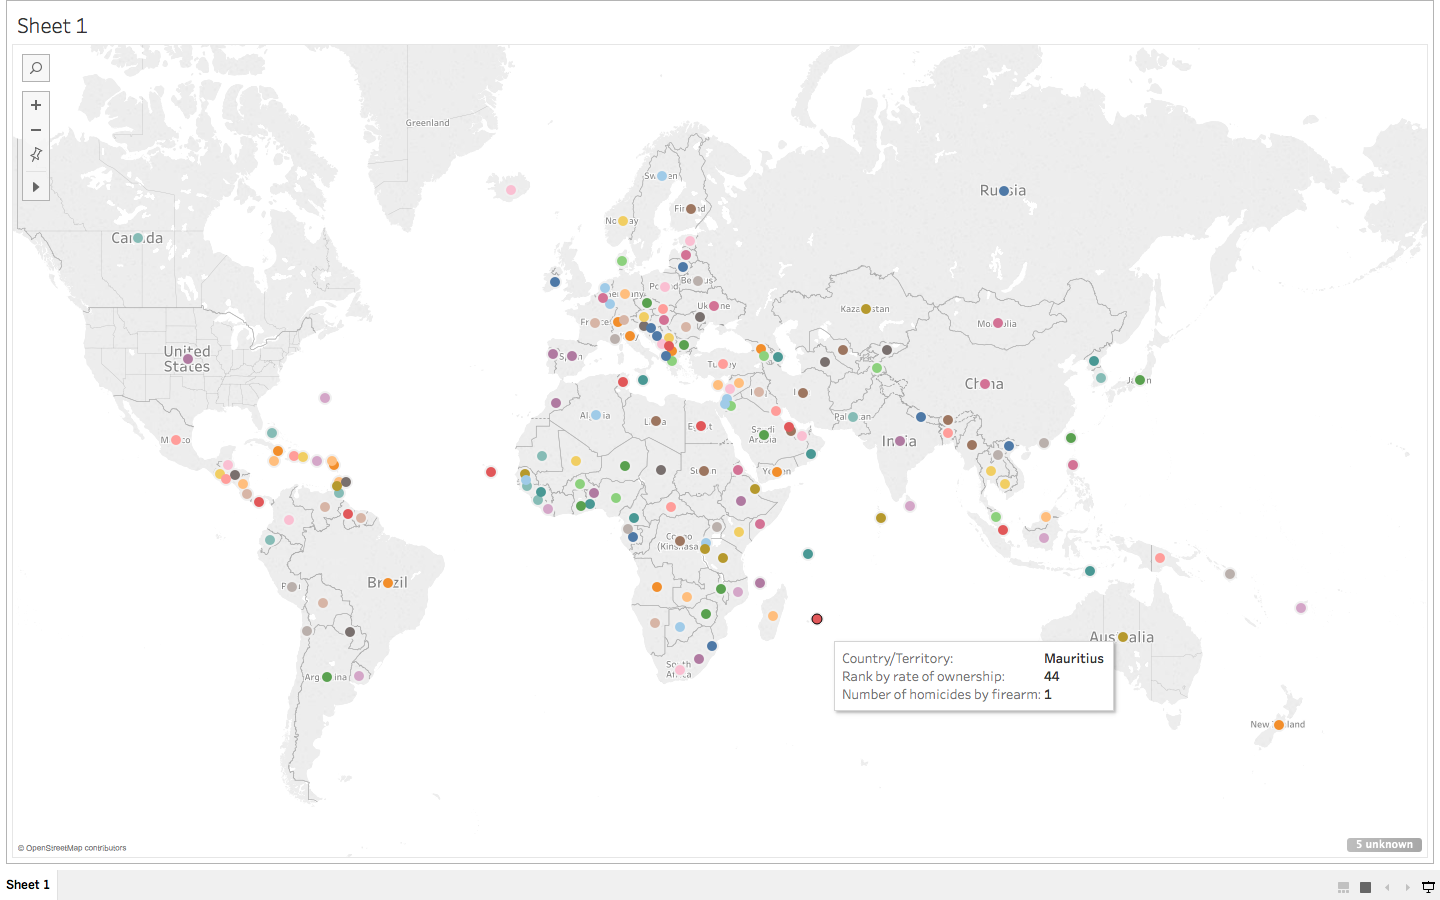 Sheet 1
Greenland
Canada
United
States
Mexico
Peru
Brazil
Argentina
Sweden
Finland
Norway
Belarus
Poland
Germany
Ukraine
France
Italy
Spain
Turkey
Russia
Kazakhstan
Mongolia
China
Japan
Algeria
Libya
Egypt
Iraq
Iran
Saudi
Arabia
Pakistan
India
Sudan
Yemen
Congo
(Kinshasa)
South
Africa
Australia
New Zealand
Country/Territory: Mauritius
Rank by rate of ownership: 44
Number of homicides by firearm: 1
© OpenStreetMap contributors
5 unknown
Sheet 1